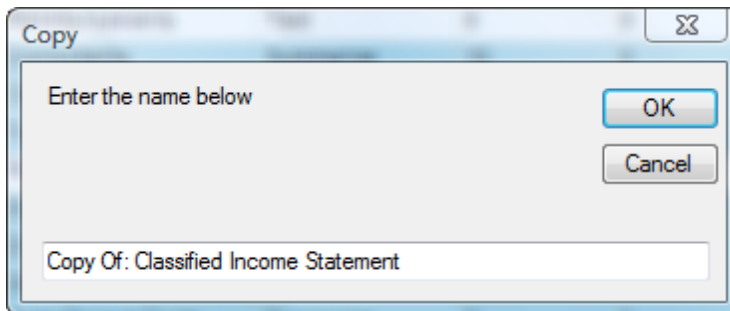 Copy
Enter the name below
OK
Cancel
Copy Of: Classified Income Statement